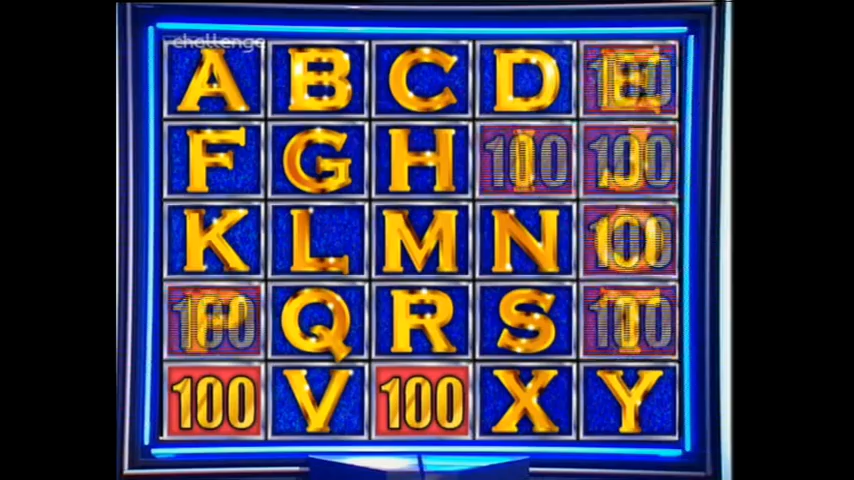 challenge
A B C D E 100
F G H I 100 J 100
K L M N O 100
P 100 Q R S T 100
100 V 100 X Y